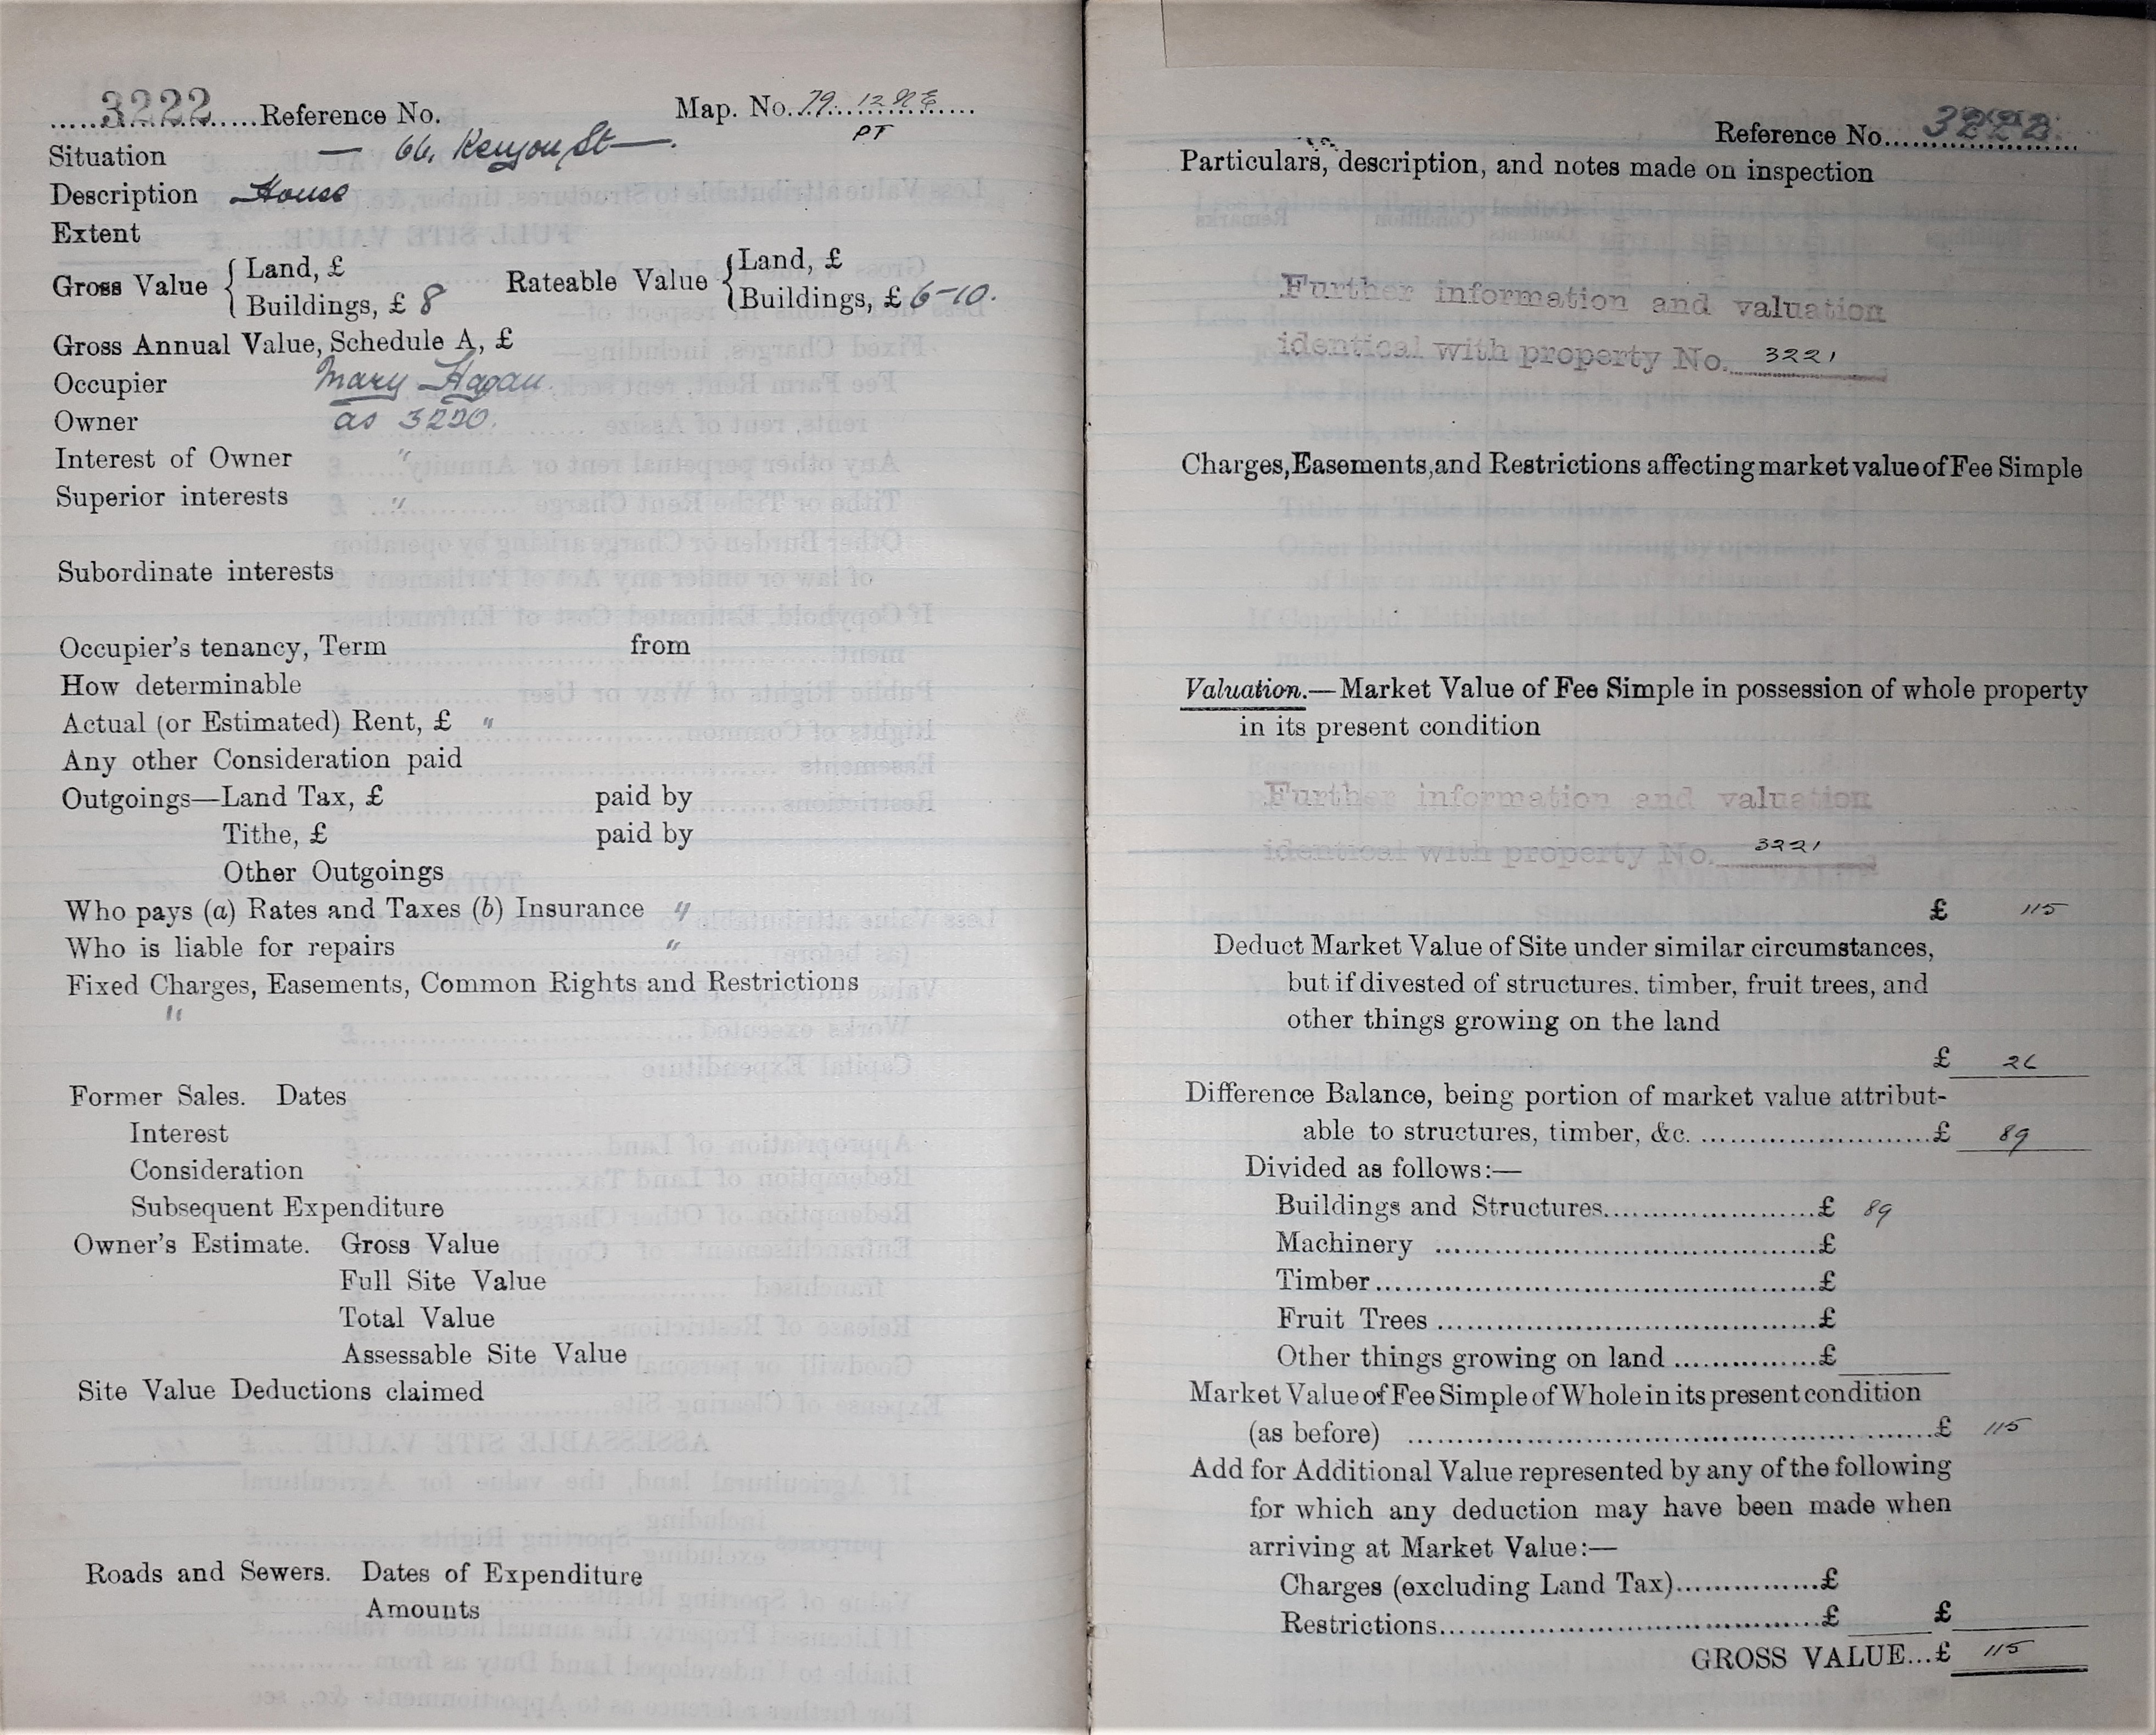 .....3222.....Reference No.
Map. No. 79. 12 NE
PT
Situation — 66, Kenyon St —.
Description House
Extent
Gross Value { Land, £
Buildings, £ 8
Rateable Value { Land, £
Buildings, £ 6-10.
Gross Annual Value, Schedule A, £
Occupier Mary Hagan.
Owner as 3220.
Interest of Owner "
Superior interests "
Subordinate interests
Occupier's tenancy, Term from
How determinable
Actual (or Estimated) Rent, £ "
Any other Consideration paid
Outgoings—Land Tax, £ paid by
Tithe, £ paid by
Other Outgoings
Who pays (a) Rates and Taxes (b) Insurance "
Who is liable for repairs "
Fixed Charges, Easements, Common Rights and Restrictions
"
Former Sales. Dates
Interest
Consideration
Subsequent Expenditure
Owner's Estimate. Gross Value
Full Site Value
Total Value
Assessable Site Value
Site Value Deductions claimed
Roads and Sewers. Dates of Expenditure
Amounts
Reference No.
Particulars, description, and notes made on inspection
Further information and valuation
identical with property No. 3221
Charges, Easements, and Restrictions affecting market value of Fee Simple
Valuation.—Market Value of Fee Simple in possession of whole property
in its present condition
Further information and valuation
identical with property No. 3221
£ 115
Deduct Market Value of Site under similar circumstances,
but if divested of structures. timber, fruit trees, and
other things growing on the land
£ 26
Difference Balance, being portion of market value attribut-
able to structures, timber, &c. ........................£ 89
Divided as follows:—
Buildings and Structures.....................£ 89
Machinery .....................................£
Timber..........................................£
Fruit Trees .....................................£
Other things growing on land ...............£
Market Value of Fee Simple of Whole in its present condition
(as before) .....................................................£ 115
Add for Additional Value represented by any of the following
for which any deduction may have been made when
arriving at Market Value:—
Charges (excluding Land Tax)...............£
Restrictions.....................................£ £
GROSS VALUE...£ 115